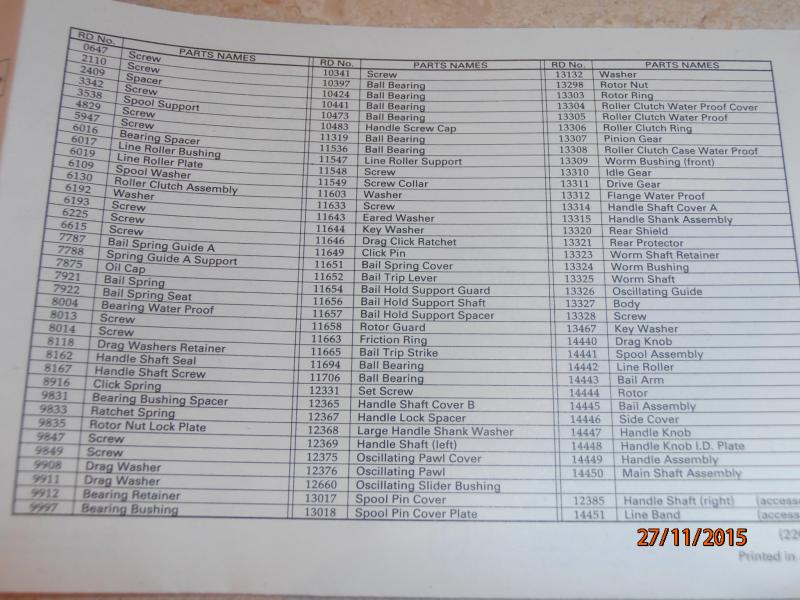 RD No. PARTS NAMES
0647 Screw
2110 Screw
2409 Spacer
3342 Screw
3538 Spool Support
4829 Screw
5947 Screw
6016 Bearing Spacer
6017 Line Roller Bushing
6019 Line Roller Plate
6109 Spool Washer
6130 Roller Clutch Assembly
6192 Washer
6193 Screw
6225 Screw
6615 Screw
7787 Bail Spring Guide A
7788 Spring Guide A Support
7875 Oil Cap
7921 Bail Spring
7922 Bail Spring Seat
8004 Bearing Water Proof
8013 Screw
8014 Screw
8118 Drag Washers Retainer
8162 Handle Shaft Seal
8167 Handle Shaft Screw
8916 Click Spring
9831 Bearing Bushing Spacer
9833 Ratchet Spring
9835 Rotor Nut Lock Plate
9847 Screw
9849 Screw
9908 Drag Washer
9911 Drag Washer
9912 Bearing Retainer
9997 Bearing Bushing
RD No. PARTS NAMES
10341 Screw
10397 Ball Bearing
10424 Ball Bearing
10441 Ball Bearing
10473 Ball Bearing
10483 Handle Screw Cap
11319 Ball Bearing
11536 Ball Bearing
11547 Line Roller Support
11548 Screw
11549 Screw Collar
11603 Washer
11633 Screw
11643 Eared Washer
11644 Key Washer
11646 Drag Click Ratchet
11649 Click Pin
11651 Bail Spring Cover
11652 Bail Trip Lever
11654 Bail Hold Support Guard
11656 Bail Hold Support Shaft
11657 Bail Hold Support Spacer
11658 Rotor Guard
11663 Friction Ring
11665 Bail Trip Strike
11694 Ball Bearing
11706 Ball Bearing
12331 Set Screw
12365 Handle Shaft Cover B
12367 Handle Lock Spacer
12368 Large Handle Shank Washer
12369 Handle Shaft (left)
12375 Oscillating Pawl Cover
12376 Oscillating Pawl
12660 Oscillating Slider Bushing
13017 Spool Pin Cover
13018 Spool Pin Cover Plate
RD No. PARTS NAMES
13132 Washer
13298 Rotor Nut
13303 Rotor Ring
13304 Roller Clutch Water Proof Cover
13305 Roller Clutch Water Proof
13306 Roller Clutch Ring
13307 Pinion Gear
13308 Roller Clutch Case Water Proof
13309 Worm Bushing (front)
13310 Idle Gear
13311 Drive Gear
13312 Flange Water Proof
13314 Handle Shaft Cover A
13315 Handle Shank Assembly
13320 Rear Shield
13321 Rear Protector
13323 Worm Shaft Retainer
13324 Worm Bushing
13325 Worm Shaft
13326 Oscillating Guide
13327 Body
13328 Screw
13467 Key Washer
14440 Drag Knob
14441 Spool Assembly
14442 Line Roller
14443 Bail Arm
14444 Rotor
14445 Bail Assembly
14446 Side Cover
14447 Handle Knob
14448 Handle Knob I.D. Plate
14449 Handle Assembly
14450 Main Shaft Assembly
12385 Handle Shaft (right) (access
14451 Line Band (access
(22
Printed in
27/11/2015